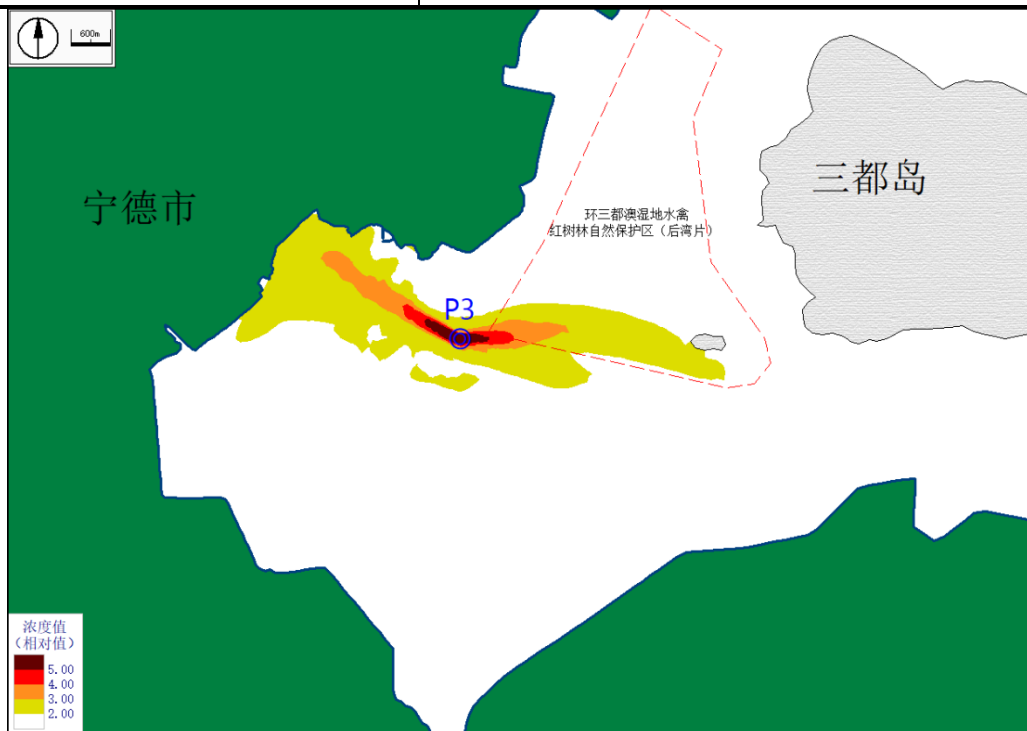 600m
宁德市
三都岛
环三都澳湿地水禽
红树林自然保护区（后湾片）
P3
浓度值
（相对值）
5.00
4.00
3.00
2.00